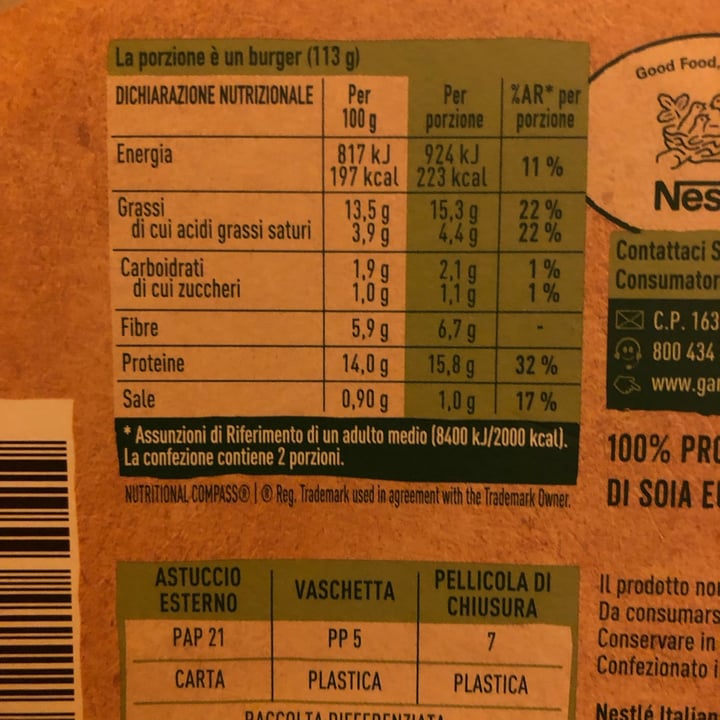 La porzione è un burger (113 g)
DICHIARAZIONE NUTRIZIONALE Per 100 g Per porzione %AR* per porzione
Energia 817 kJ 924 kJ 11 %
197 kcal 223 kcal
Grassi 13,5 g 15,3 g 22 %
di cui acidi grassi saturi 3,9 g 4,4 g 22 %
Carboidrati 1,9 g 2,1 g 1 %
di cui zuccheri 1,0 g 1,1 g 1 %
Fibre 5,9 g 6,7 g -
Proteine 14,0 g 15,8 g 32 %
Sale 0,90 g 1,0 g 17 %
* Assunzioni di Riferimento di un adulto medio (8400 kJ/2000 kcal).
La confezione contiene 2 porzioni.
NUTRITIONAL COMPASS® | ® Reg. Trademark used in agreement with the Trademark Owner.
ASTUCCIO ESTERNO VASCHETTA PELLICOLA DI CHIUSURA
PAP 21 PP 5 7
CARTA PLASTICA PLASTICA
RACCOLTA DIFFERENZIATA
Good Food,
Nes
Contattaci S
Consumator
C.P. 163
800 434
www.gar
100% PRO
DI SOIA E
Il prodotto no
Da consumars
Conservare in
Confezionato i
Nestlé Italian